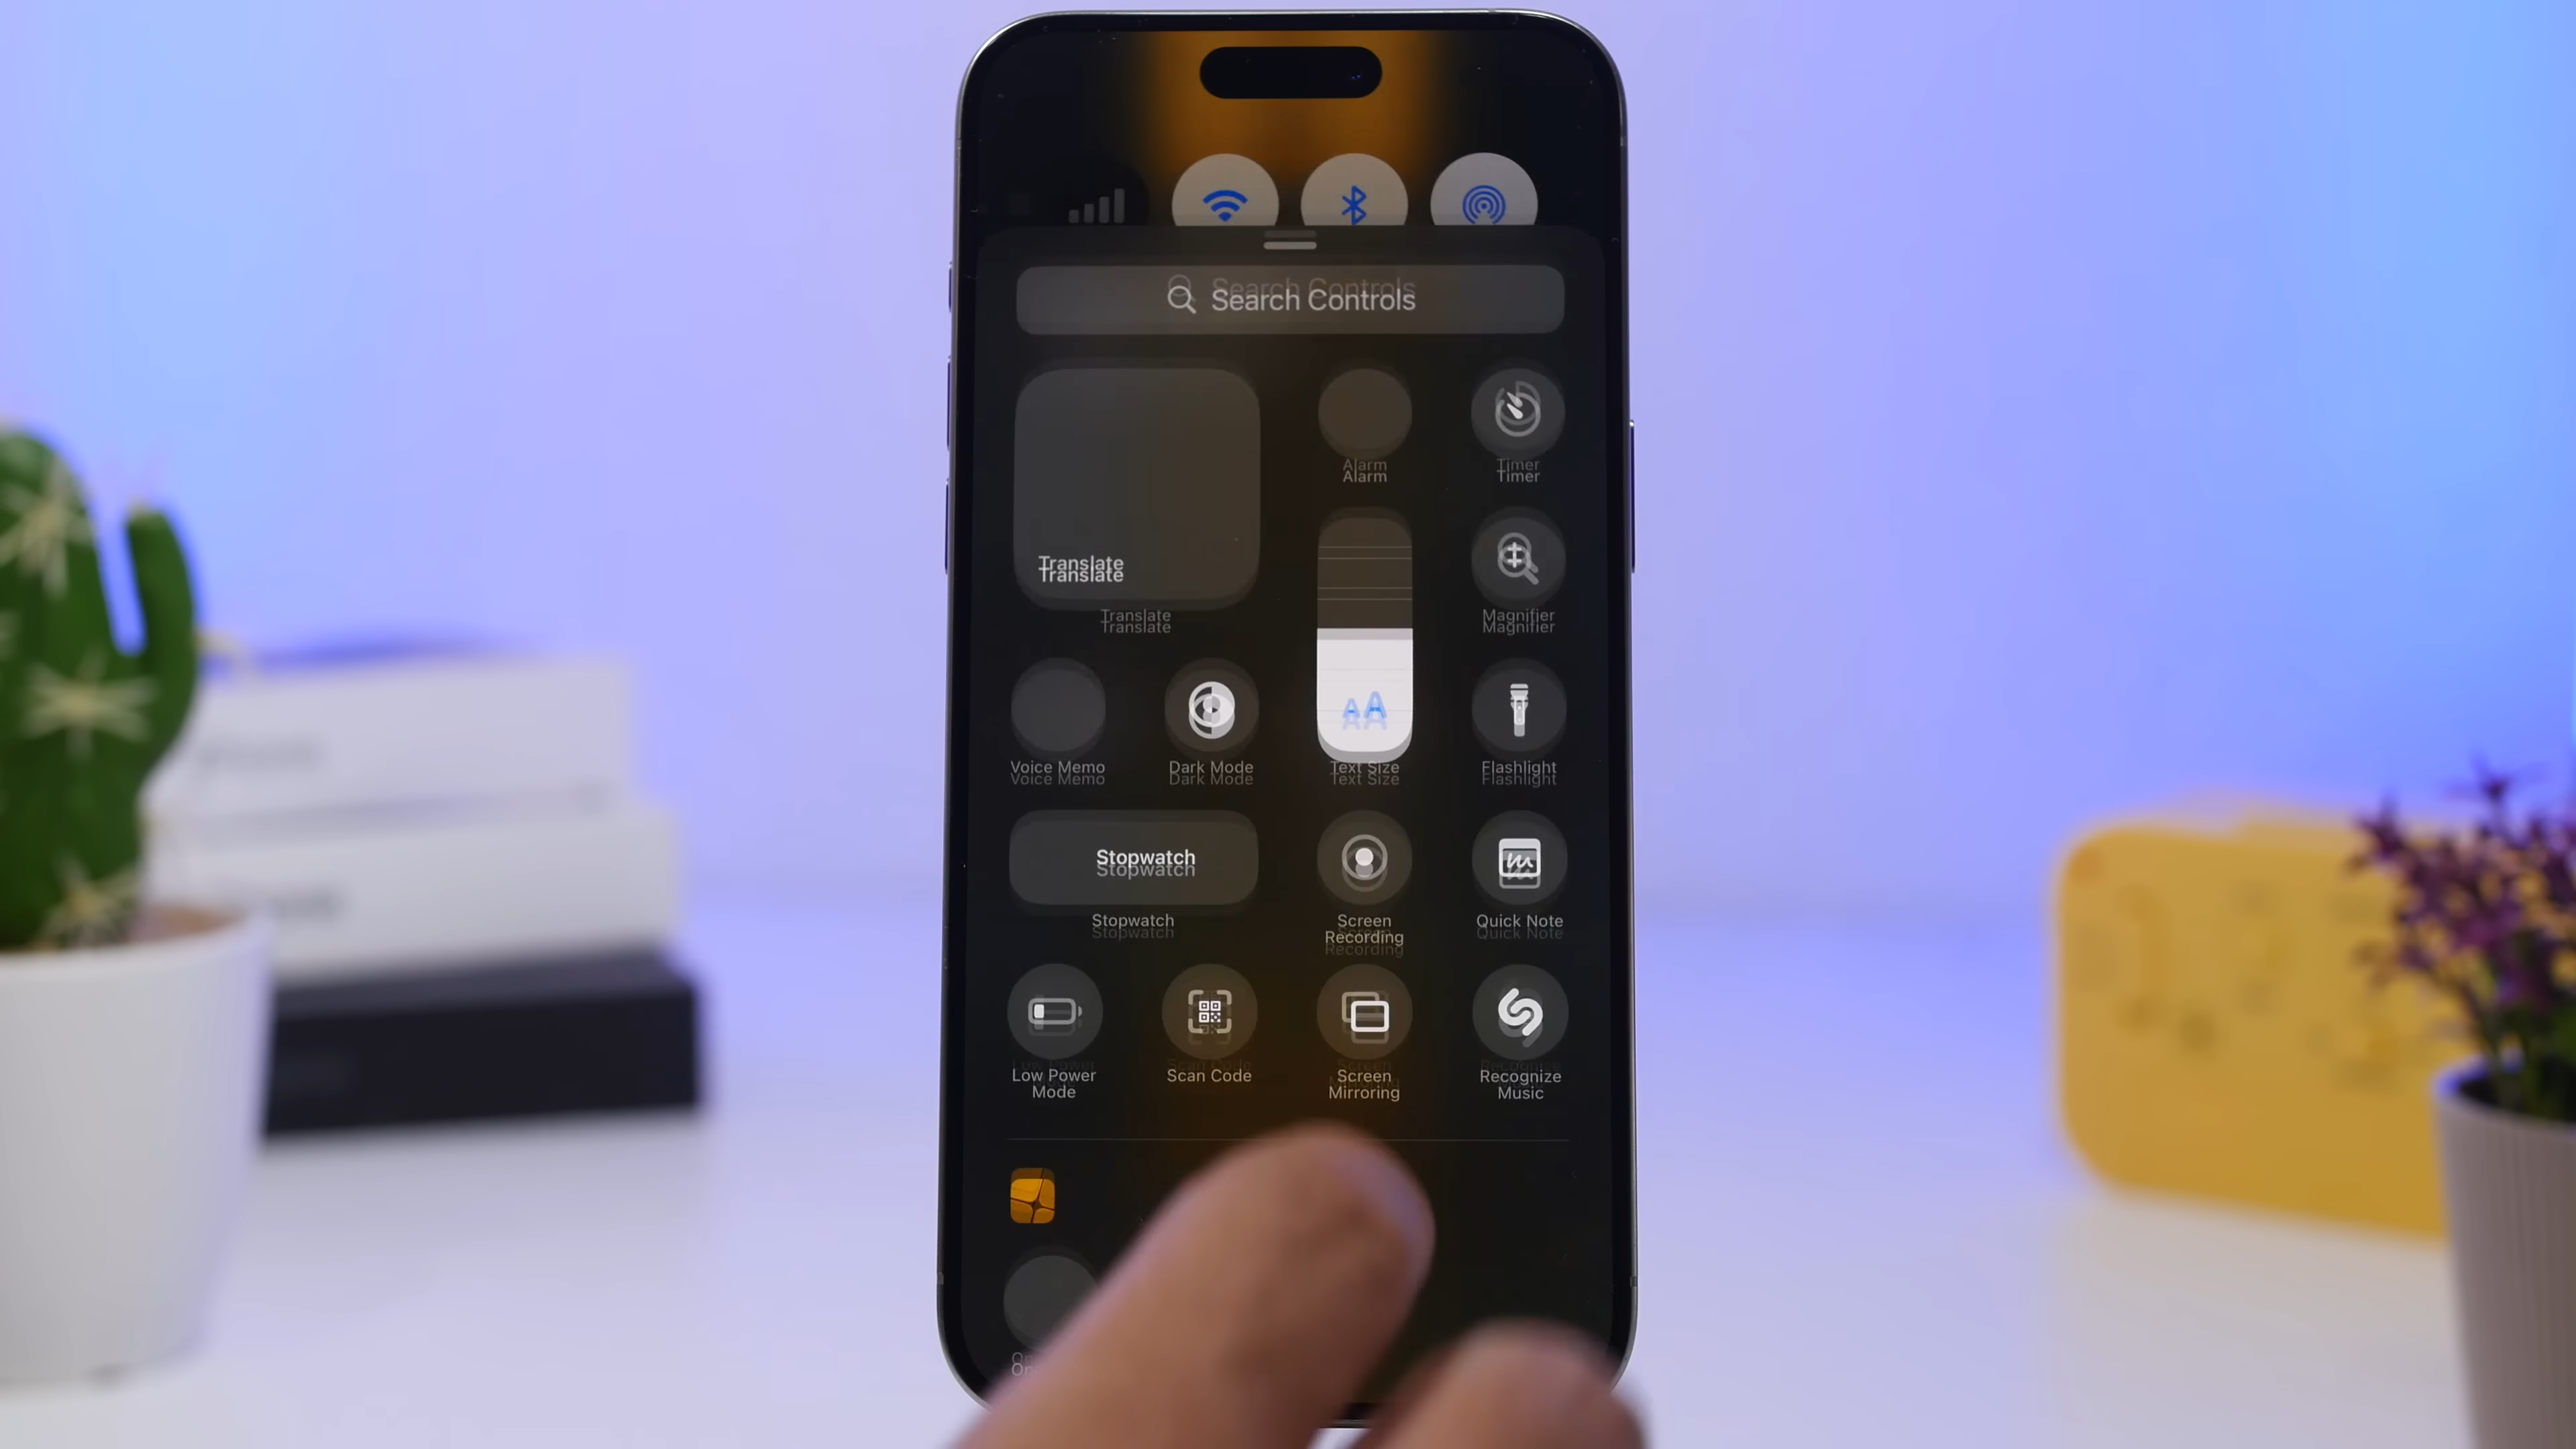 Search Controls
Alarm
Timer
Translate
Translate
Magnifier
AA
Voice Memo
Dark Mode
Text Size
Flashlight
Stopwatch
Stopwatch
Screen
Recording
Quick Note
Low Power
Mode
Scan Code
Screen
Mirroring
Recognize
Music